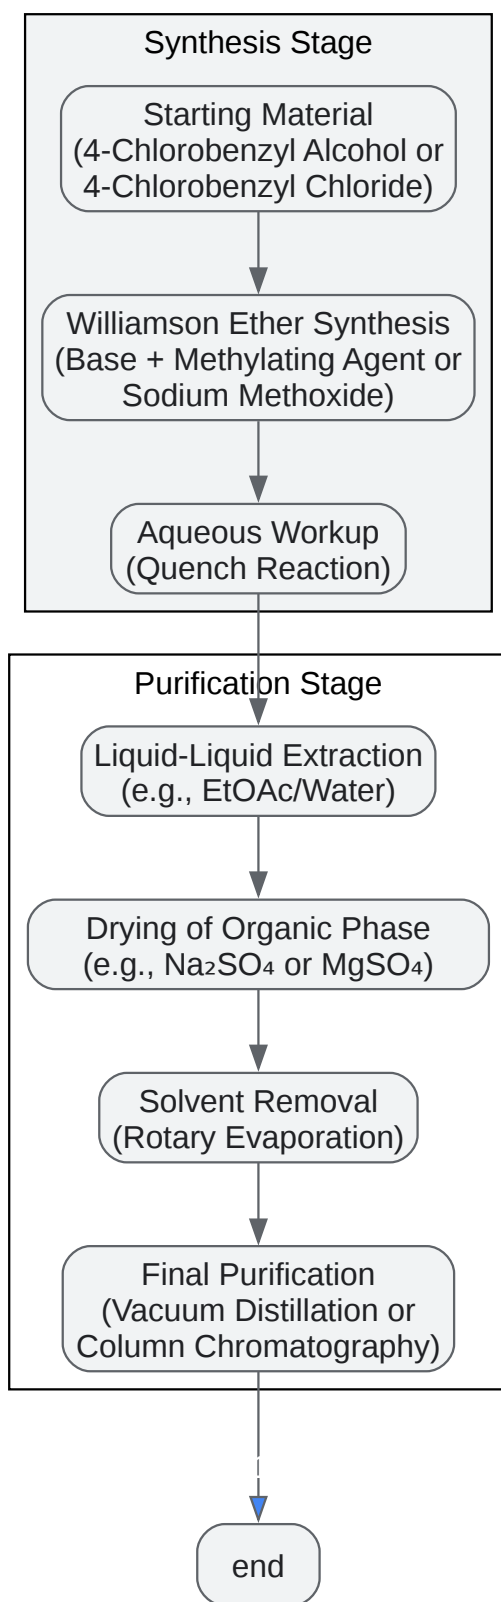 Synthesis Stage
Starting Material
(4-Chlorobenzyl Alcohol or
4-Chlorobenzyl Chloride)
Williamson Ether Synthesis
(Base + Methylating Agent or
Sodium Methoxide)
Aqueous Workup
(Quench Reaction)
Purification Stage
Liquid-Liquid Extraction
(e.g., EtOAc/Water)
Drying of Organic Phase
(e.g., Na₂SO₄ or MgSO₄)
Solvent Removal
(Rotary Evaporation)
Final Purification
(Vacuum Distillation or
Column Chromatography)
end